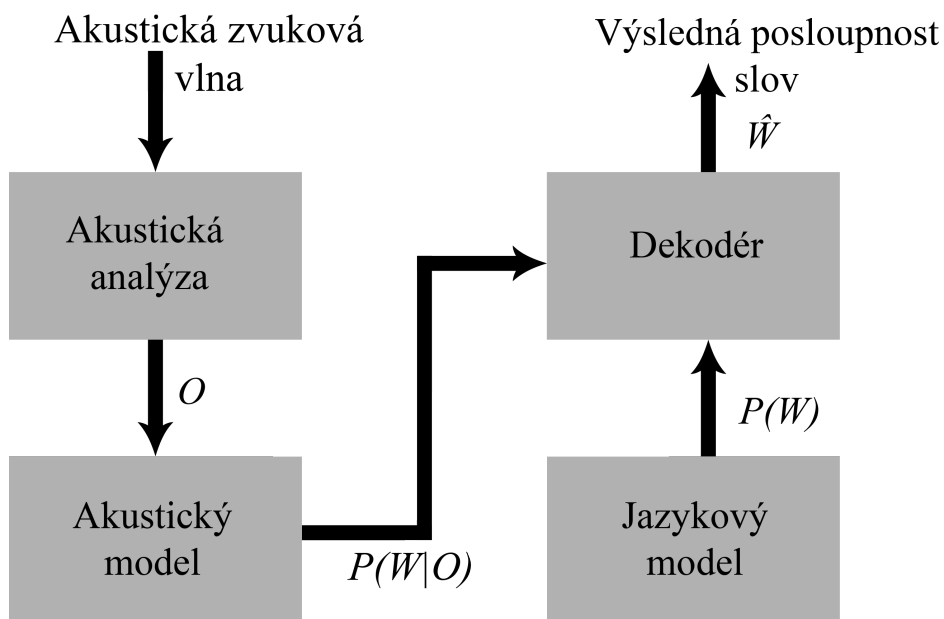 Akustická zvuková
vlna
Výsledná posloupnost
slov
Ŵ
Akustická
analýza
Dekodér
O
P(W)
Akustický
model
Jazykový
model
P(W|O)